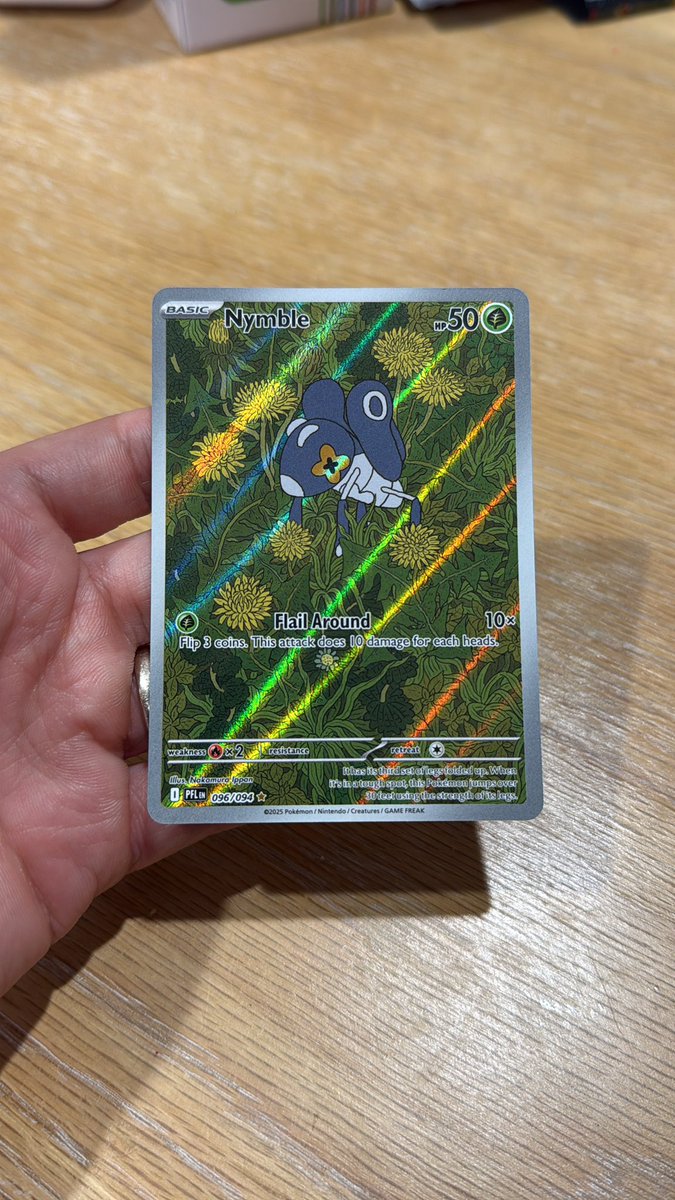 BASIC Nymble HP50
Flail Around 10×
Flip 3 coins. This attack does 10 damage for each heads.
weakness ×2 resistance retreat
It has its third set of legs folded up. When
Illus. Nakamura Ippan
it's in a tough spot, this Pokémon jumps over
30 feet using the strength of its legs.
I PFL EN 096/094
©2025 Pokémon / Nintendo / Creatures / GAME FREAK